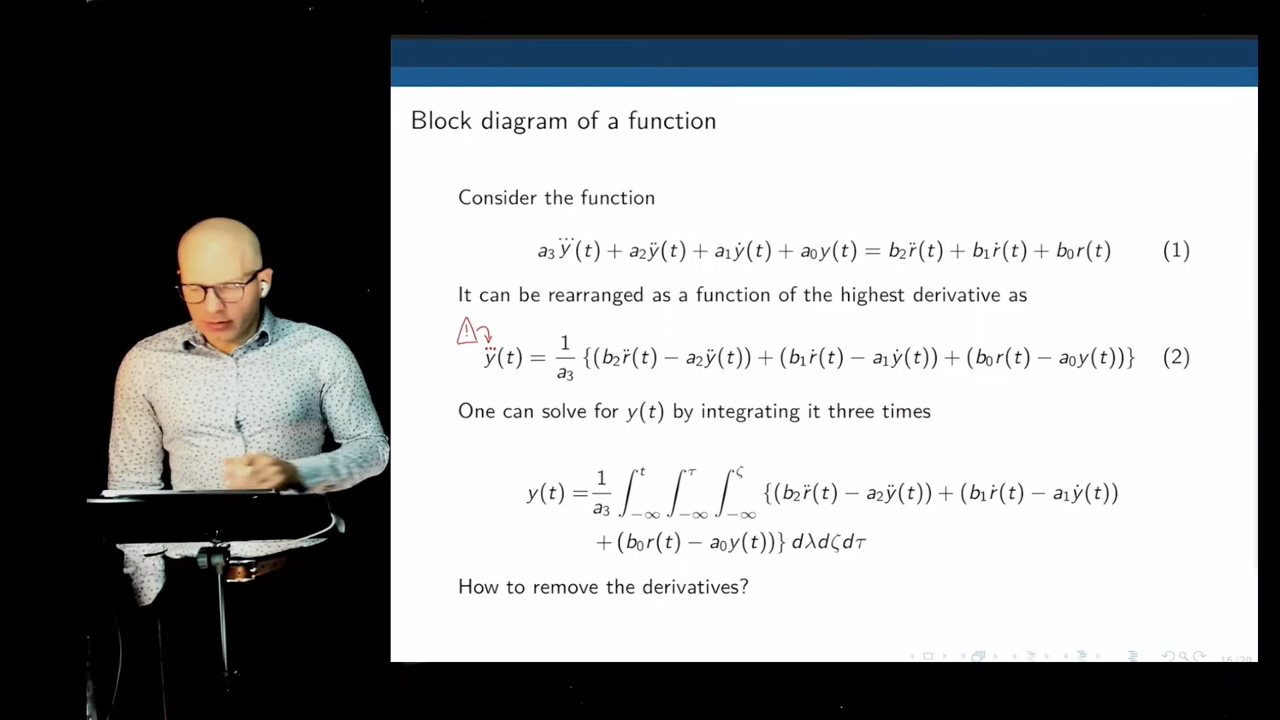 Block diagram of a function
Consider the function
a₃y⃛(t) + a₂ÿ(t) + a₁ẏ(t) + a₀y(t) = b₂r̈(t) + b₁ṙ(t) + b₀r(t) (1)
It can be rearranged as a function of the highest derivative as
!
y⃛(t) = 1/a₃ {(b₂r̈(t) − a₂ÿ(t)) + (b₁ṙ(t) − a₁ẏ(t)) + (b₀r(t) − a₀y(t))} (2)
One can solve for y(t) by integrating it three times
y(t) = 1/a₃ ∫_{−∞}^{t} ∫_{−∞}^{τ} ∫_{−∞}^{ζ} {(b₂r̈(t) − a₂ÿ(t)) + (b₁ṙ(t) − a₁ẏ(t))
+ (b₀r(t) − a₀y(t))} dλdζdτ
How to remove the derivatives?